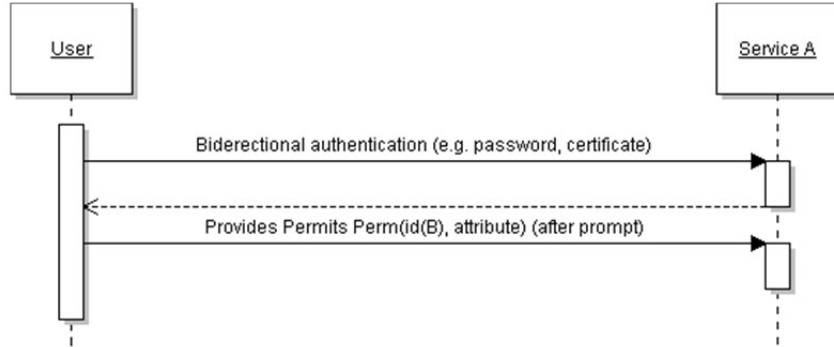 User
Service A
Biderectional authentication (e.g. password, certificate)
Provides Permits Perm(id(B), attribute) (after prompt)